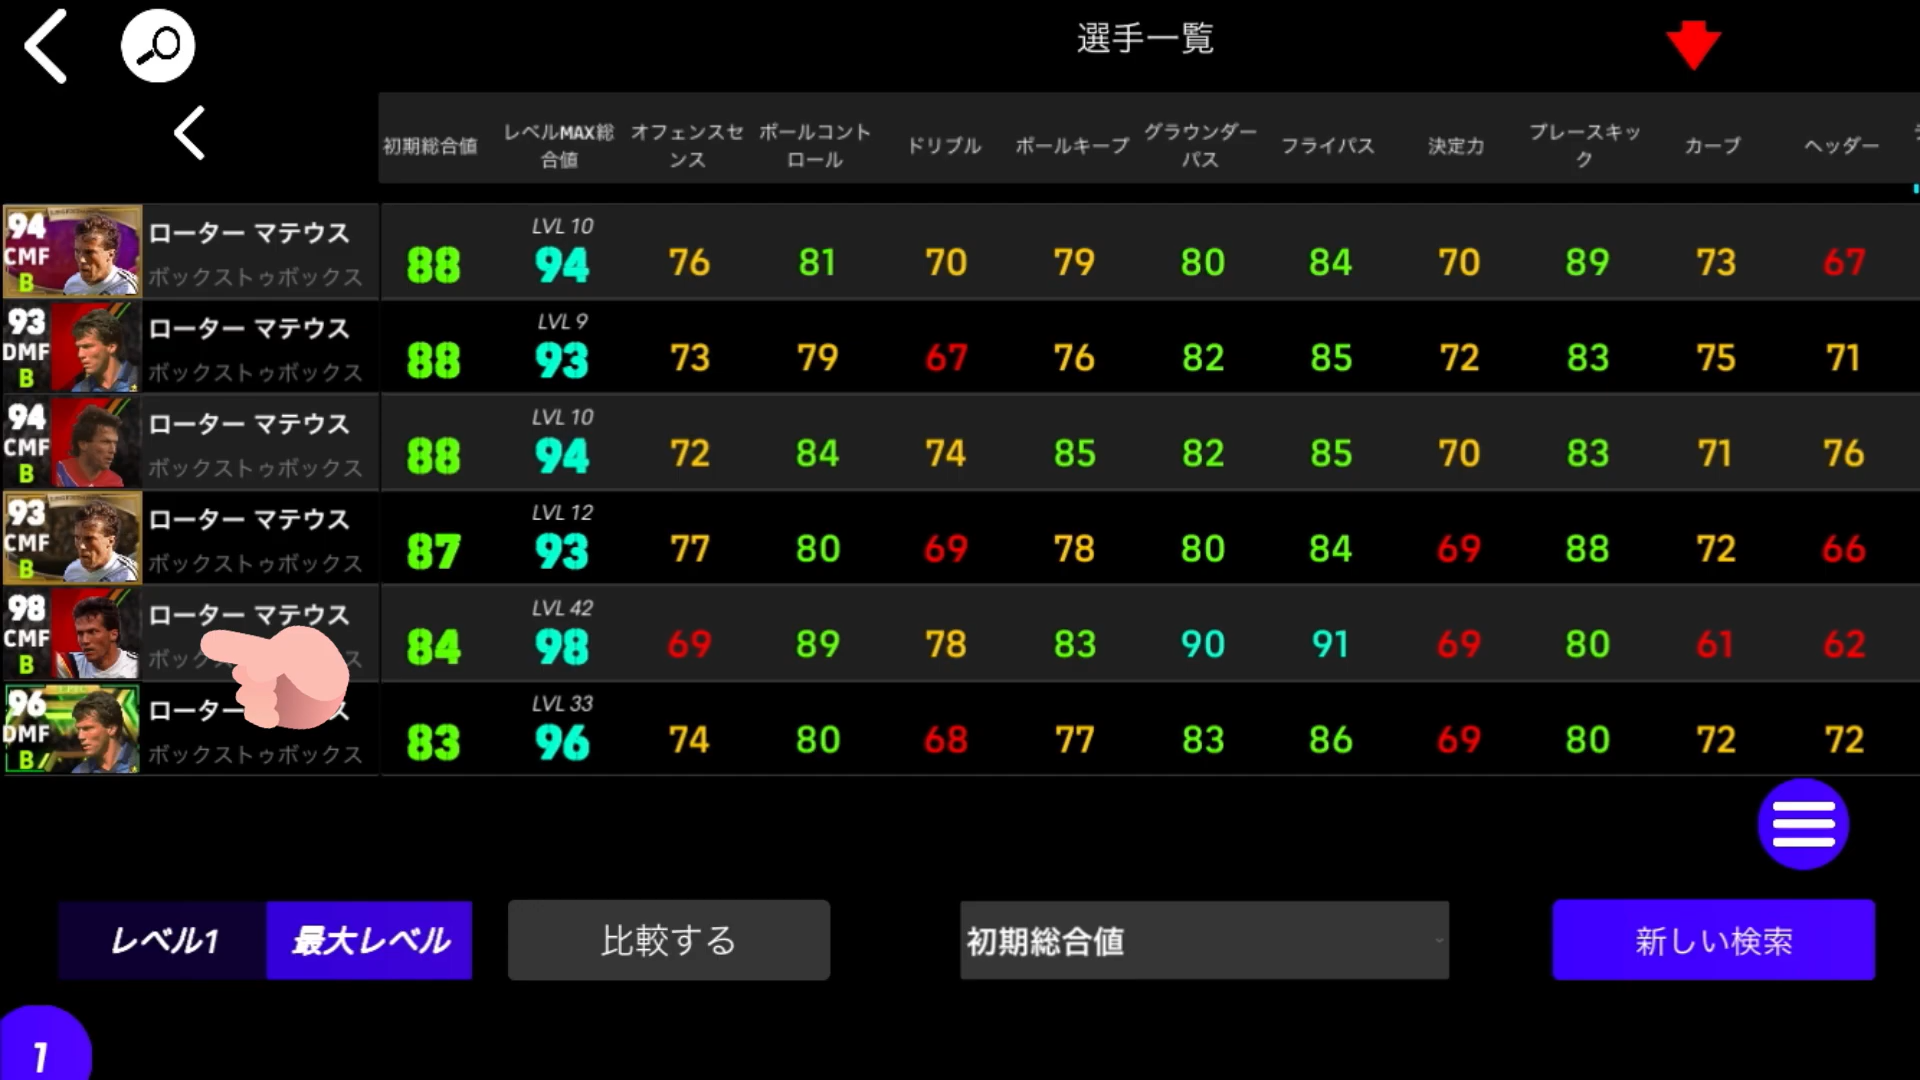 選手一覧
初期総合値 レベルMAX総合値 オフェンスセンス ボールコントロール ドリブル ボールキープ グラウンダーパス フライパス 決定力 プレースキック カーブ ヘッダー
94 CMF B ローター マテウス ボックストゥボックス 88 LVL 10 94 76 81 70 79 80 84 70 89 73 67
93 DMF B ローター マテウス ボックストゥボックス 88 LVL 9 93 73 79 67 76 82 85 72 83 75 71
94 CMF B ローター マテウス ボックストゥボックス 88 LVL 10 94 72 84 74 85 82 85 70 83 71 76
93 CMF B ローター マテウス ボックストゥボックス 87 LVL 12 93 77 80 69 78 80 84 69 88 72 66
98 CMF B ローター マテウス ボッ ス 84 LVL 42 98 69 89 78 83 90 91 69 80 61 62
96 DMF B ローター ス ボックストゥボックス 83 LVL 33 96 74 80 68 77 83 86 69 80 72 72
レベル1 最大レベル 比較する 初期総合値 新しい検索
1